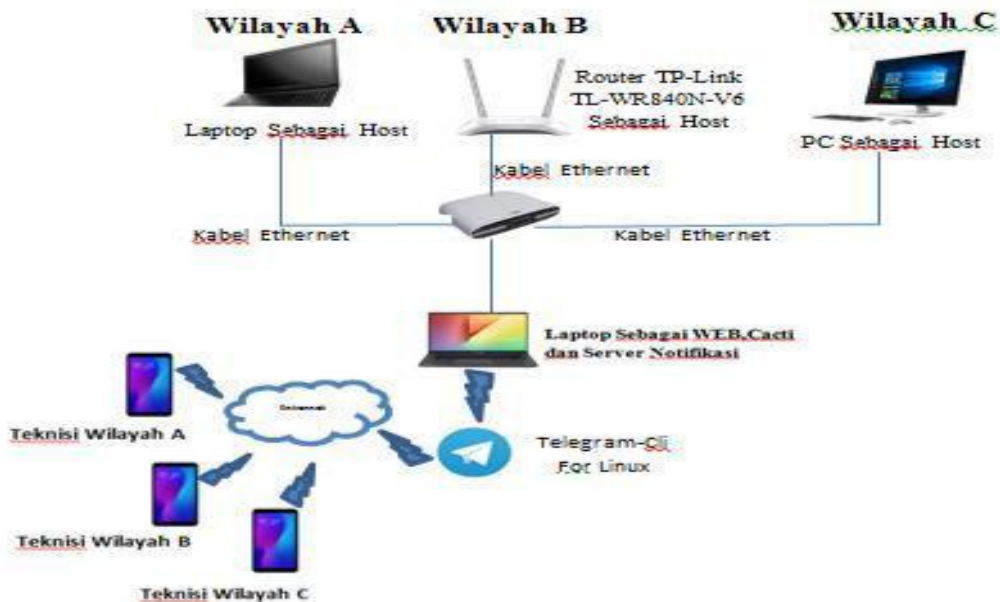 Wilayah A
Wilayah B
Wilayah C
Router TP-Link
TL-WR840N-V6
Sebagai Host
Laptop Sebagai Host
PC Sebagai Host
Kabel Ethernet
Kabel Ethernet
Kabel Ethernet
Laptop Sebagai WEB,Cacti
dan Server Notifikasi
Teknisi Wilayah A
Telegram-Cli
For Linux
Teknisi Wilayah B
Teknisi Wilayah C